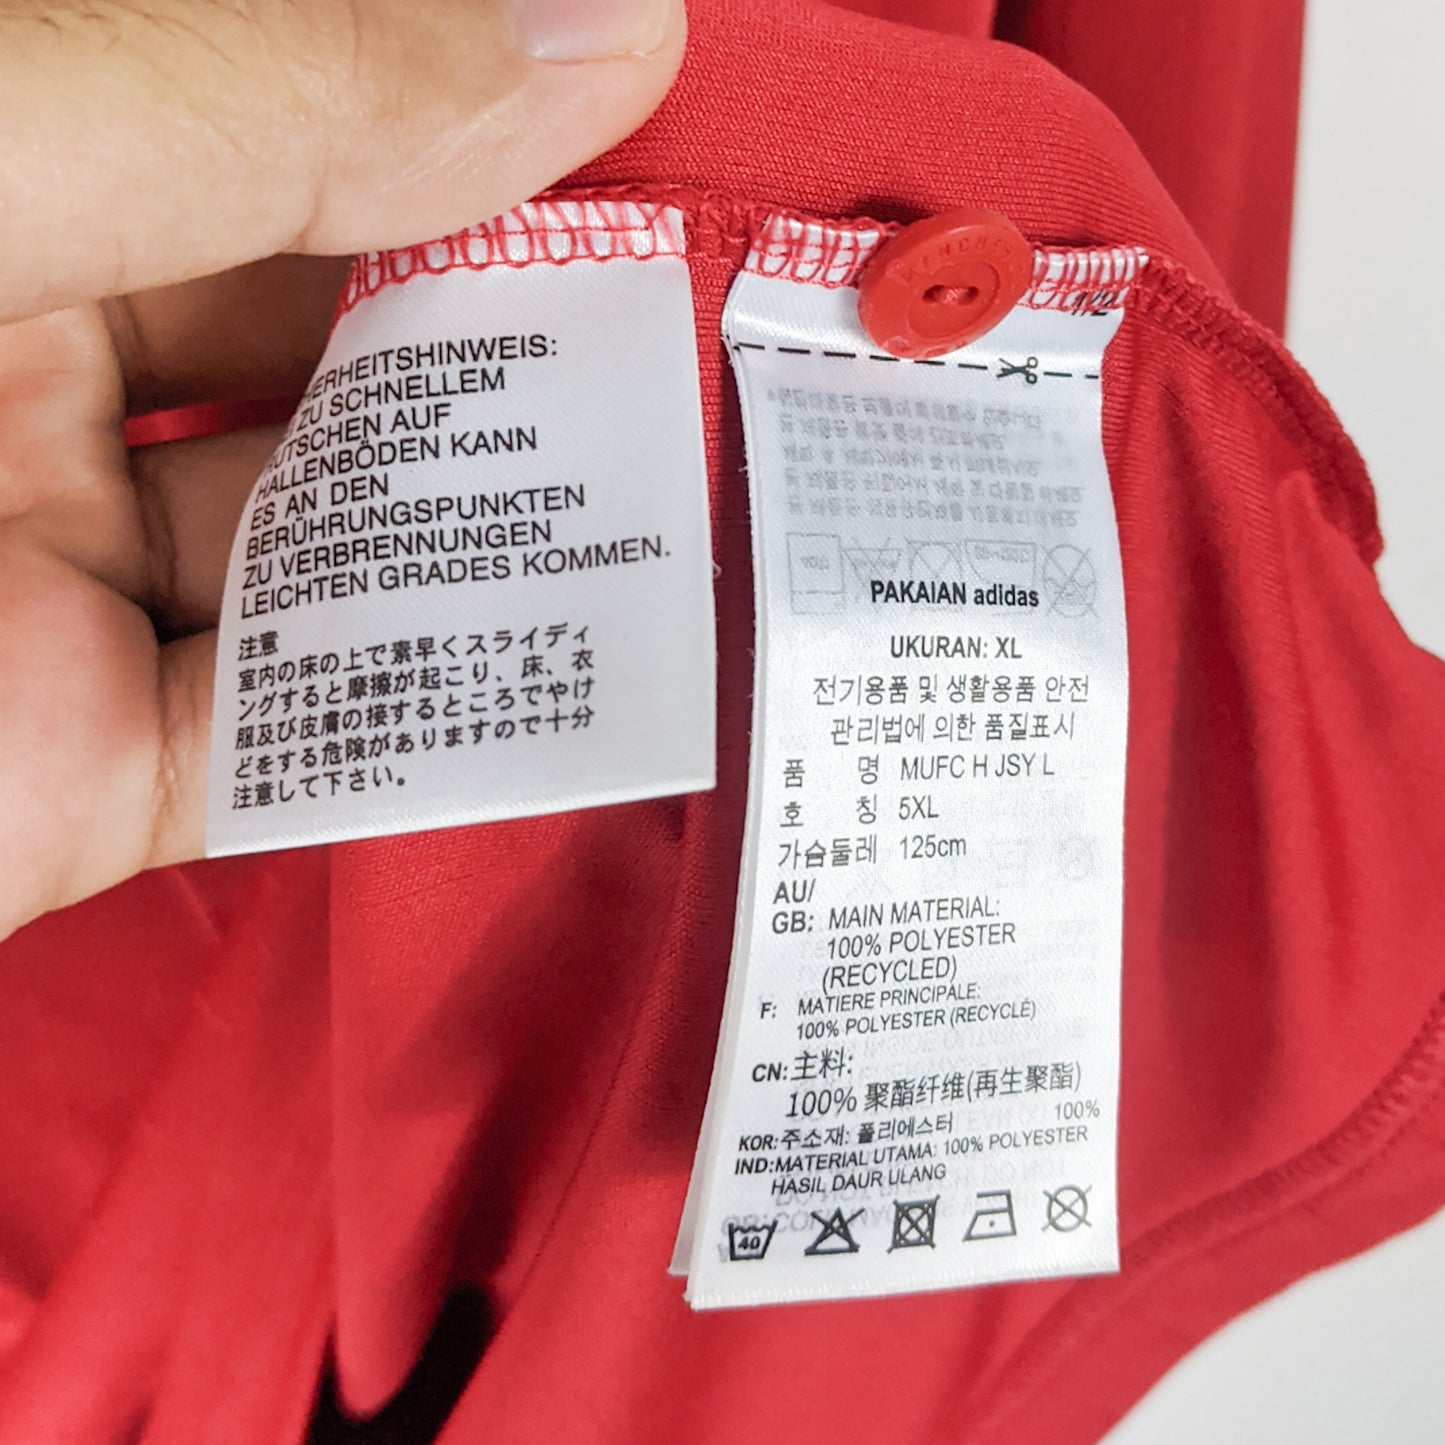 ERHEITSHINWEIS:
ZU SCHNELLEM
UTSCHEN AUF
HALLENBÖDEN KANN
ES AN DEN
BERÜHRUNGSPUNKTEN
ZU VERBRENNUNGEN
LEICHTEN GRADES KOMMEN.
注意
室内の床の上で素早くスライディ
ングすると摩擦が起こり、床、衣
服及び皮膚の接するところでやけ
どをする危険がありますので十分
注意して下さい。
1/2
PAKAIAN adidas
UKURAN: XL
전기용품 및 생활용품 안전
관리법에 의한 품질표시
품 명 MUFC H JSY L
호 칭 5XL
가슴둘레 125cm
AU/
GB: MAIN MATERIAL:
100% POLYESTER
(RECYCLED)
F: MATIERE PRINCIPALE:
100% POLYESTER (RECYCLÉ)
CN: 主料:
100% 聚酯纤维(再生聚酯)
KOR: 주소재: 폴리에스터 100%
IND: MATERIAL UTAMA: 100% POLYESTER
HASIL DAUR ULANG
40